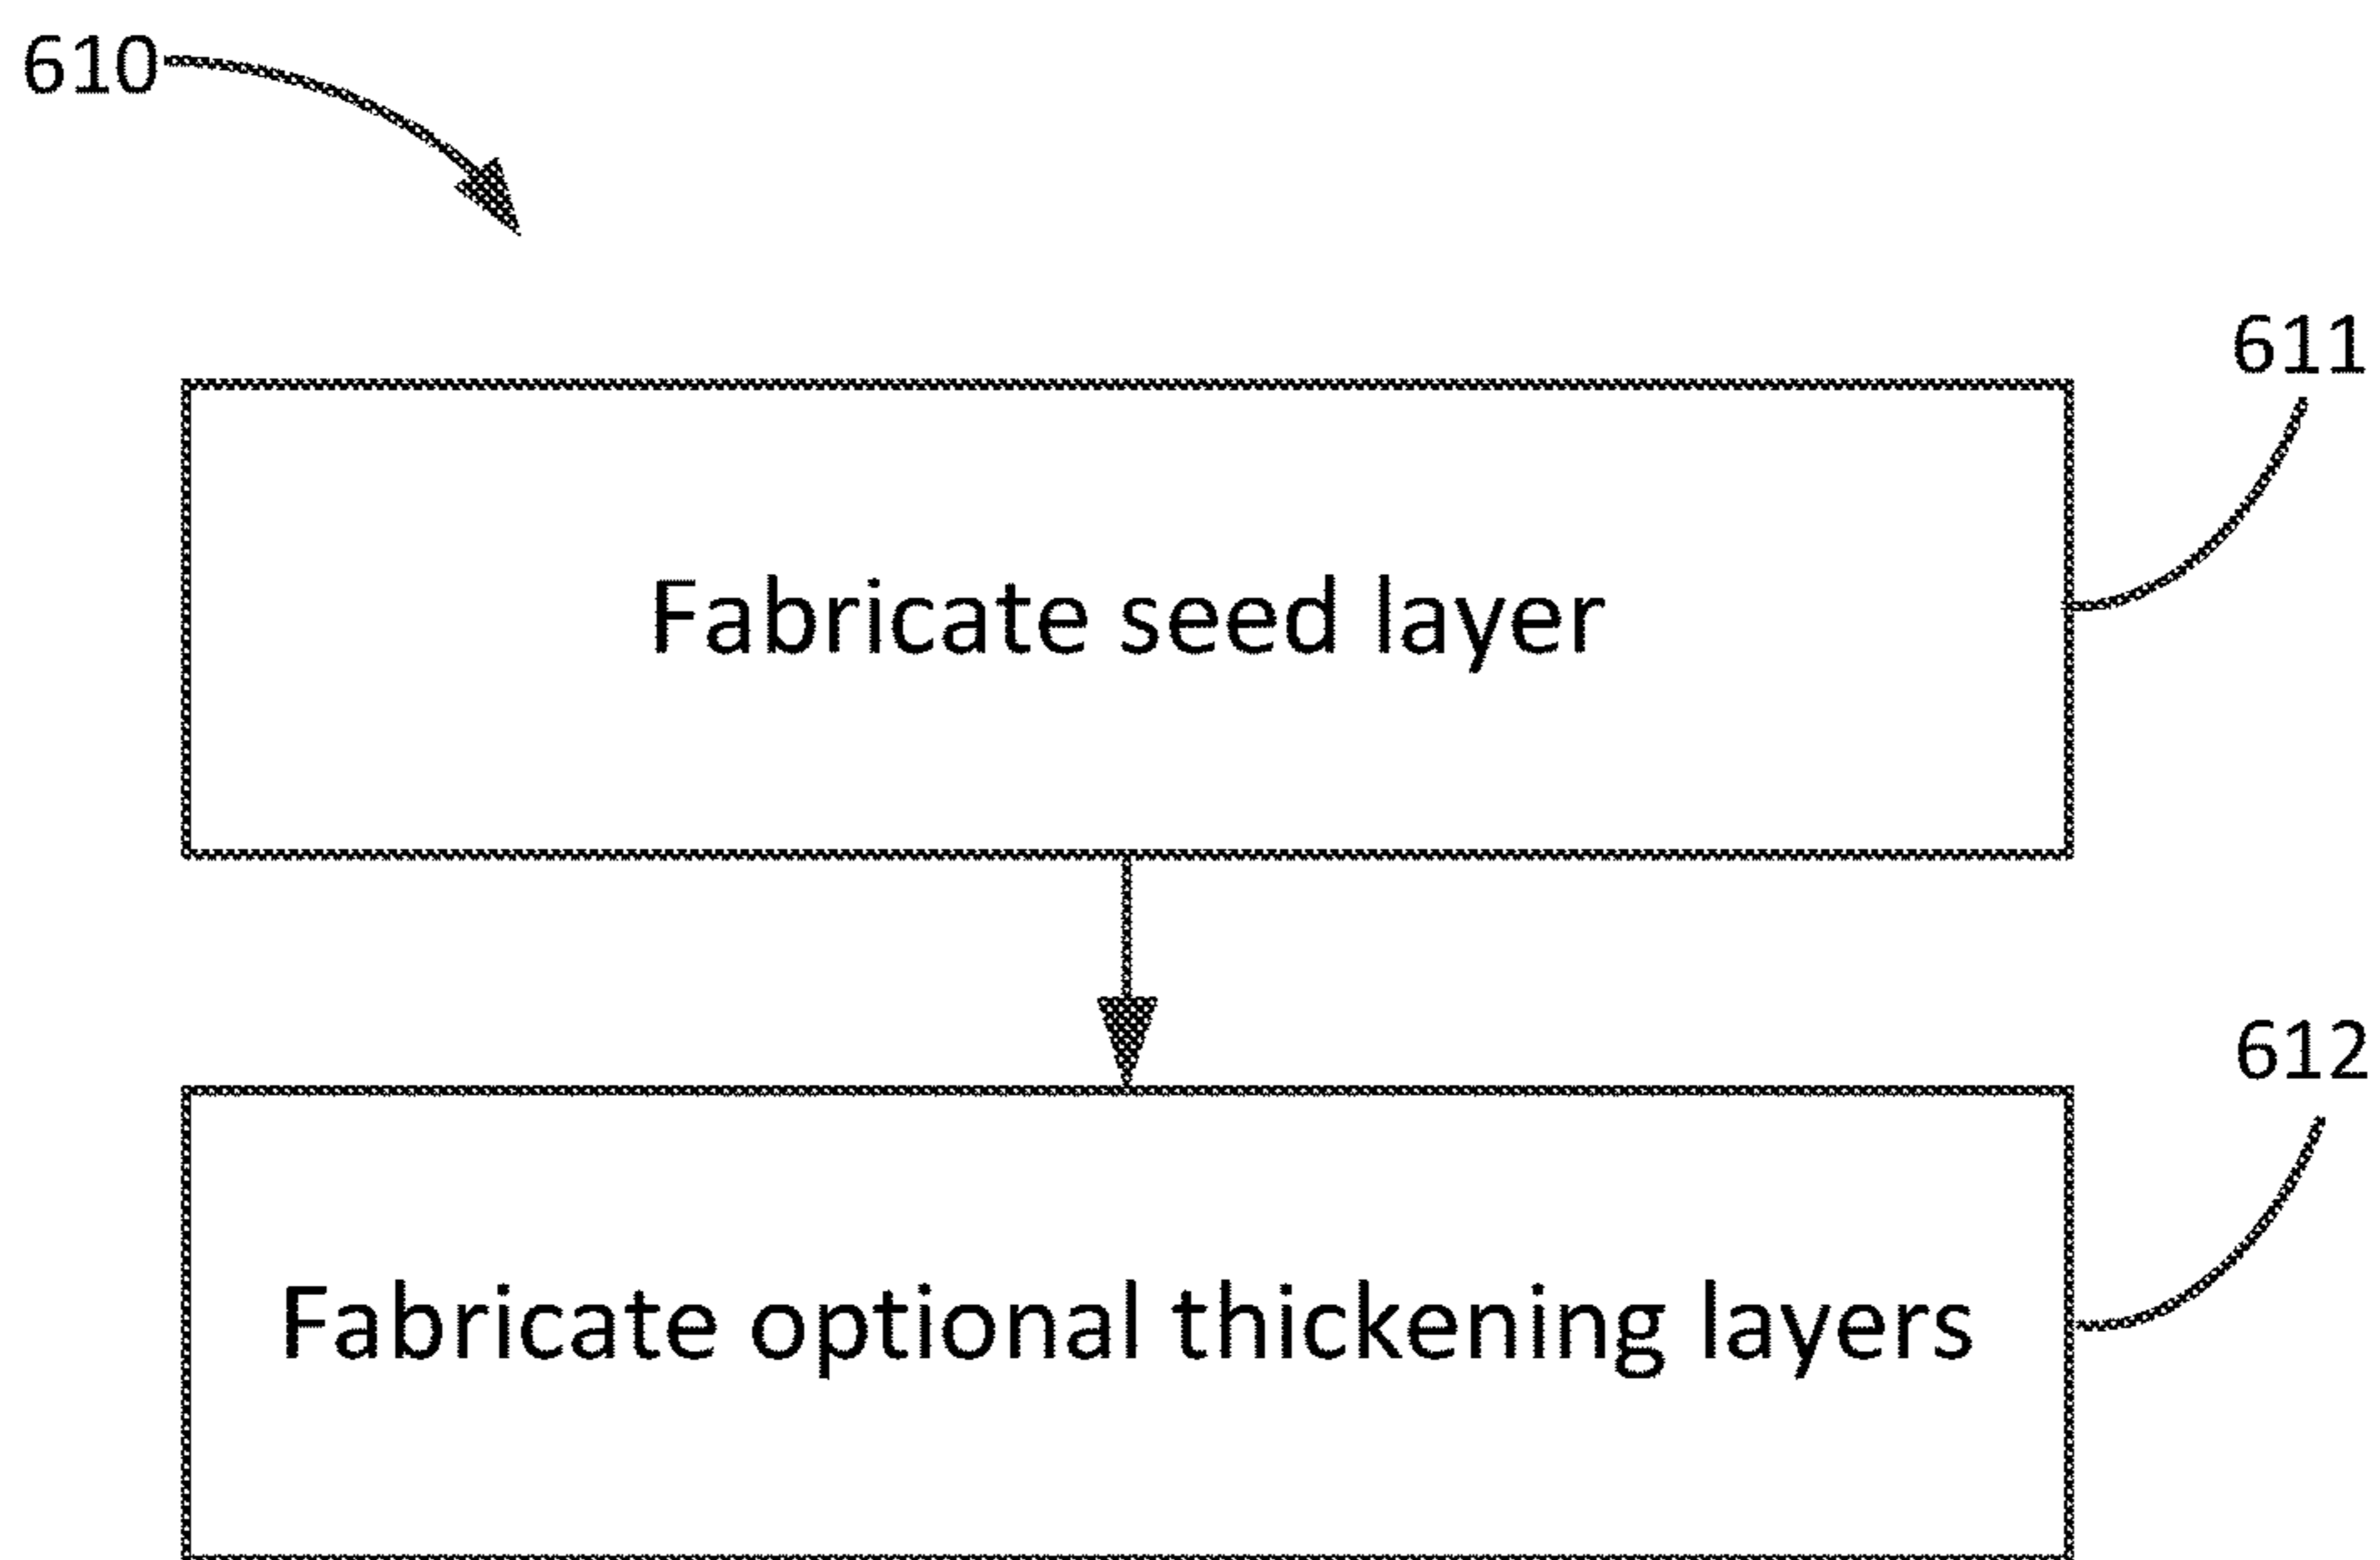 610
611
Fabricate seed layer
612
Fabricate optional thickening layers